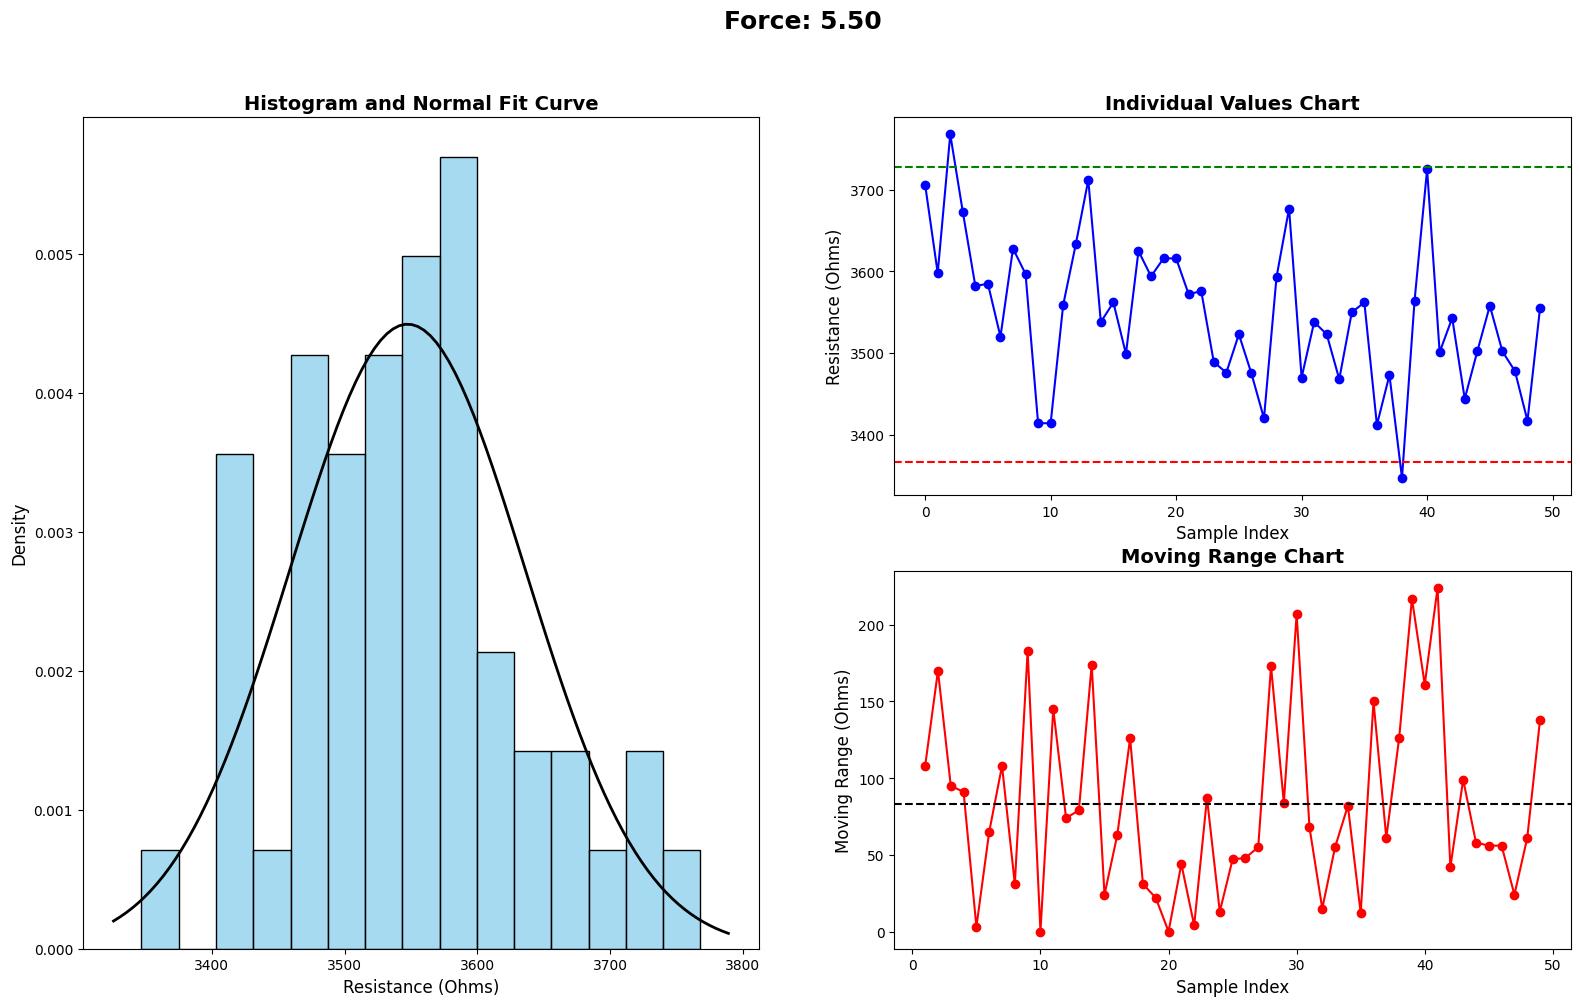 Force: 5.50
Histogram and Normal Fit Curve
Density
0.005
0.004
0.003
0.002
0.001
0.000
3400 3500 3600 3700 3800
Resistance (Ohms)
Individual Values Chart
Resistance (Ohms)
3700
3600
3500
3400
0 10 20 30 40 50
Sample Index
Moving Range Chart
Moving Range (Ohms)
200
150
100
50
0
0 10 20 30 40 50
Sample Index